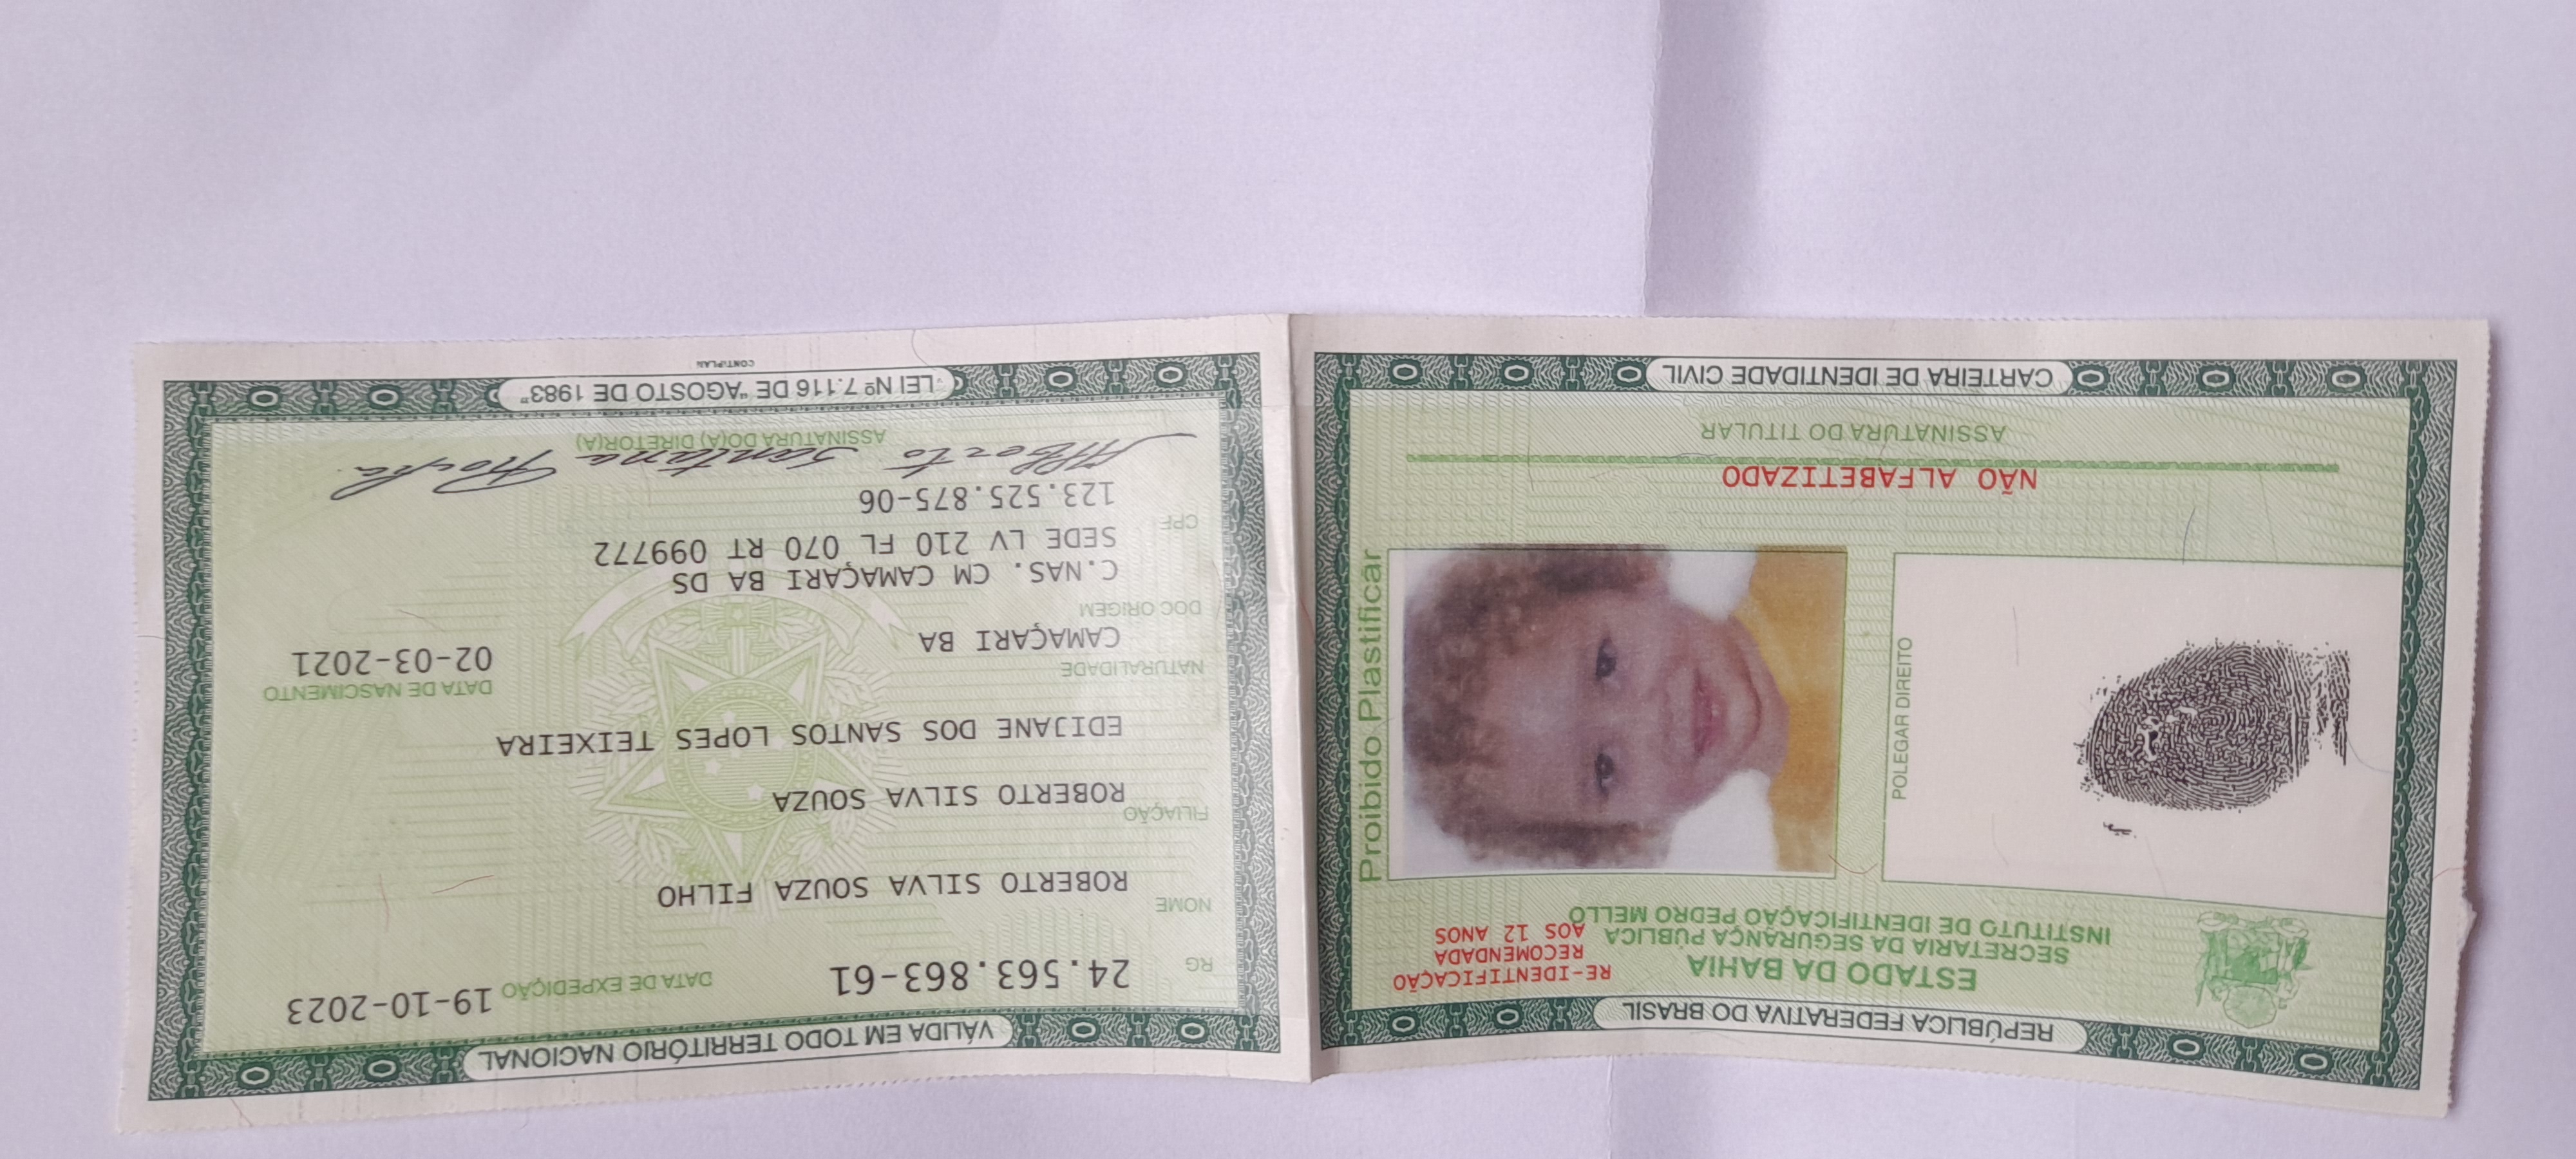 REPÚBLICA FEDERATIVA DO BRASIL
ESTADO DA BAHIA
SECRETARIA DA SEGURANÇA PÚBLICA
INSTITUTO DE IDENTIFICAÇÃO PEDRO MELLO
RE-IDENTIFICAÇÃO
RECOMENDADA
AOS 12 ANOS
POLEGAR DIREITO
Proibido Plastificar
NÃO ALFABETIZADO
ASSINATURA DO TITULAR
CARTEIRA DE IDENTIDADE CIVIL
VÁLIDA EM TODO TERRITÓRIO NACIONAL
RG 24.563.863-61 DATA DE EXPEDIÇÃO 19-10-2023
NOME
ROBERTO SILVA SOUZA FILHO
FILIAÇÃO
ROBERTO SILVA SOUZA
EDIJANE DOS SANTOS LOPES TEIXEIRA
NATURALIDADE DATA DE NASCIMENTO
CAMAÇARI BA 02-03-2021
DOC ORIGEM
C.NAS. CM CAMAÇARI BA DS
SEDE LV 210 FL 070 RT 099772
CPF 123.525.875-06
ASSINATURA DO(A) DIRETOR(A)
LEI Nº 7.116 DE "AGOSTO DE 1983"
CONTIPLAN